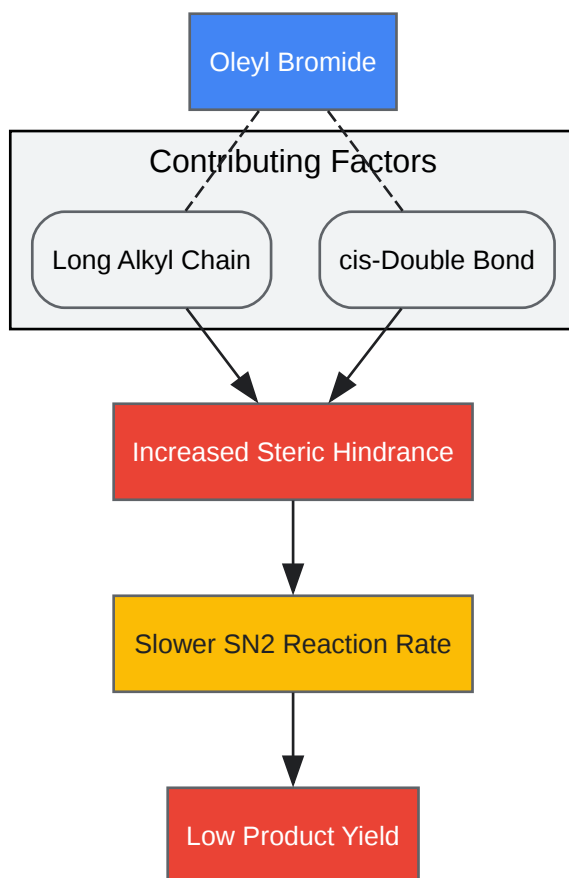 Oleyl Bromide
Contributing Factors
Long Alkyl Chain
cis-Double Bond
Increased Steric Hindrance
Slower SN2 Reaction Rate
Low Product Yield